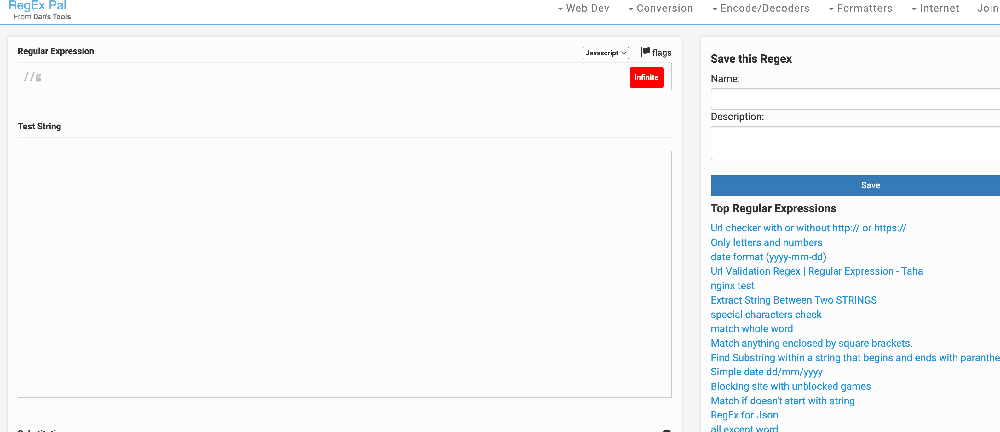 RegEx Pal
From Dan's Tools
Web Dev
Conversion
Encode/Decoders
Formatters
Internet
Join
Regular Expression
Javascript
flags
//g
infinite
Test String
Substitution
Save this Regex
Name:
Description:
Save
Top Regular Expressions
Url checker with or without http:// or https://
Only letters and numbers
date format (yyyy-mm-dd)
Url Validation Regex | Regular Expression - Taha
nginx test
Extract String Between Two STRINGS
special characters check
match whole word
Match anything enclosed by square brackets.
Find Substring within a string that begins and ends with paranthe
Simple date dd/mm/yyyy
Blocking site with unblocked games
Match if doesn't start with string
RegEx for Json
all except word